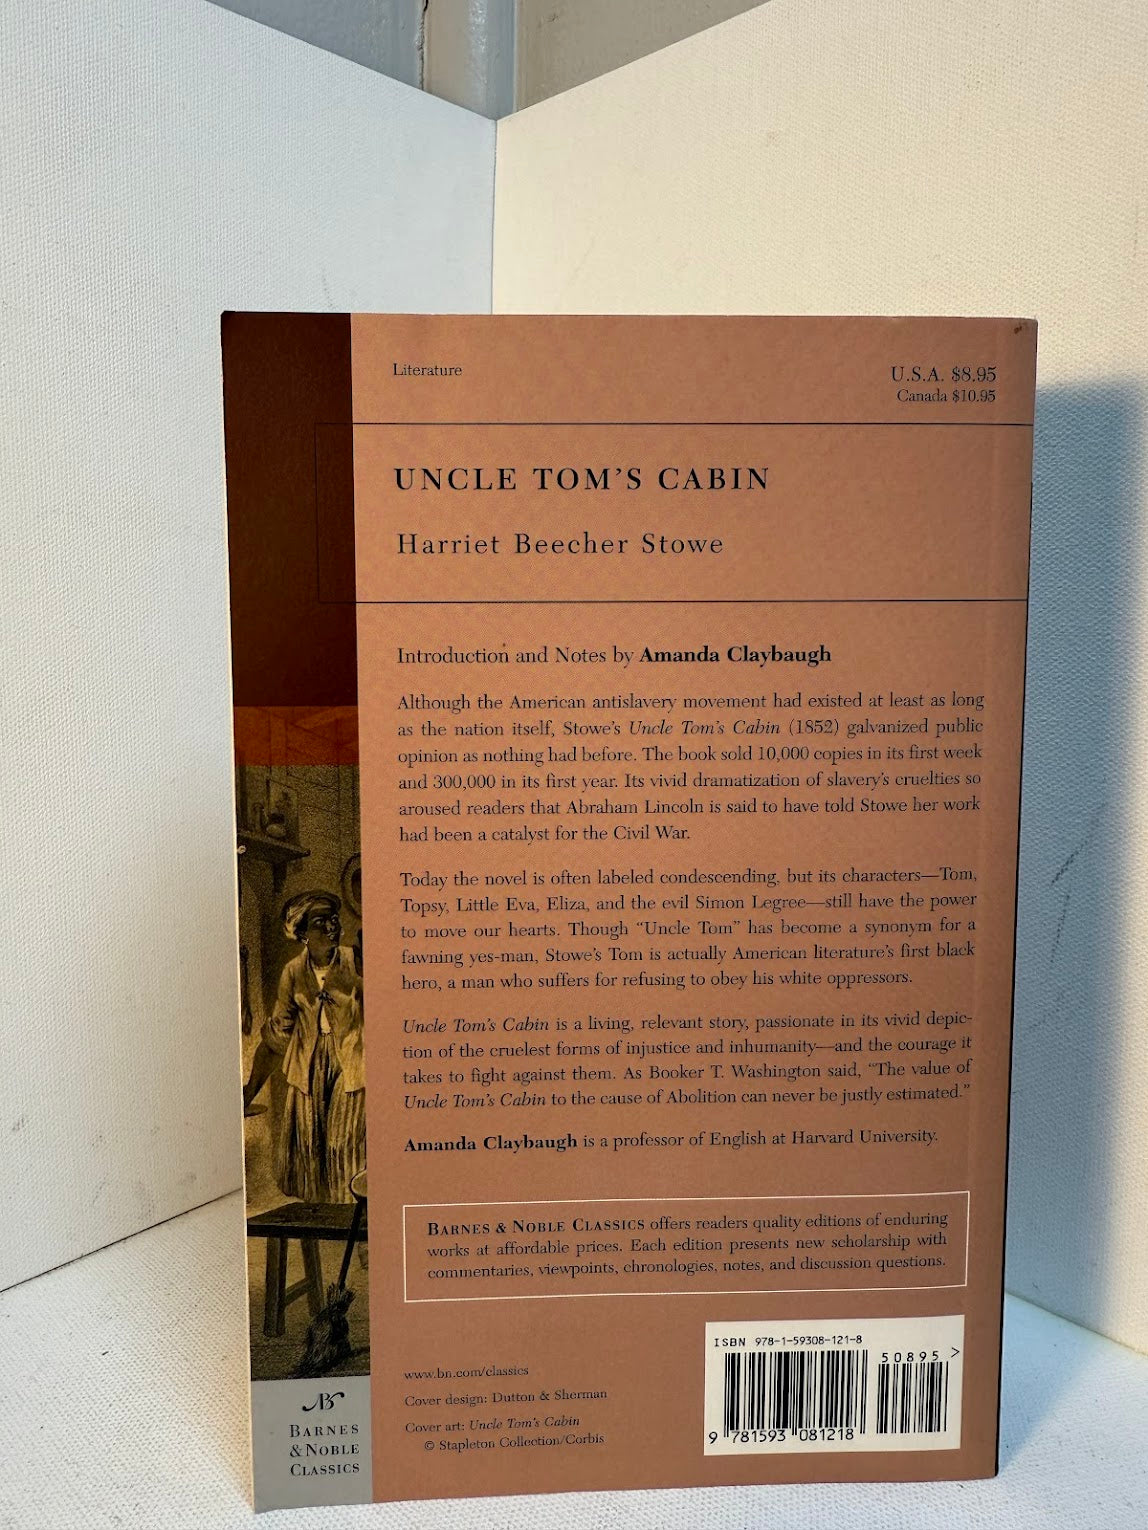 Literature
U.S.A. $8.95
Canada $10.95
UNCLE TOM'S CABIN
Harriet Beecher Stowe
Introduction and Notes by Amanda Claybaugh
Although the American antislavery movement had existed at least as long
as the nation itself, Stowe's Uncle Tom's Cabin (1852) galvanized public
opinion as nothing had before. The book sold 10,000 copies in its first week
and 300,000 in its first year. Its vivid dramatization of slavery's cruelties so
aroused readers that Abraham Lincoln is said to have told Stowe her work
had been a catalyst for the Civil War.
Today the novel is often labeled condescending, but its characters—Tom,
Topsy, Little Eva, Eliza, and the evil Simon Legree—still have the power
to move our hearts. Though “Uncle Tom” has become a synonym for a
fawning yes-man, Stowe's Tom is actually American literature's first black
hero, a man who suffers for refusing to obey his white oppressors.
Uncle Tom's Cabin is a living, relevant story, passionate in its vivid depic-
tion of the cruelest forms of injustice and inhumanity—and the courage it
takes to fight against them. As Booker T. Washington said, “The value of
Uncle Tom's Cabin to the cause of Abolition can never be justly estimated.”
Amanda Claybaugh is a professor of English at Harvard University.
BARNES & NOBLE CLASSICS offers readers quality editions of enduring
works at affordable prices. Each edition presents new scholarship with
commentaries, viewpoints, chronologies, notes, and discussion questions.
www.bn.com/classics
Cover design: Dutton & Sherman
Cover art: Uncle Tom's Cabin
© Stapleton Collection/Corbis
ISBN 978-1-59308-121-8
50895 >
9 781593 081218
BARNES
& NOBLE
CLASSICS